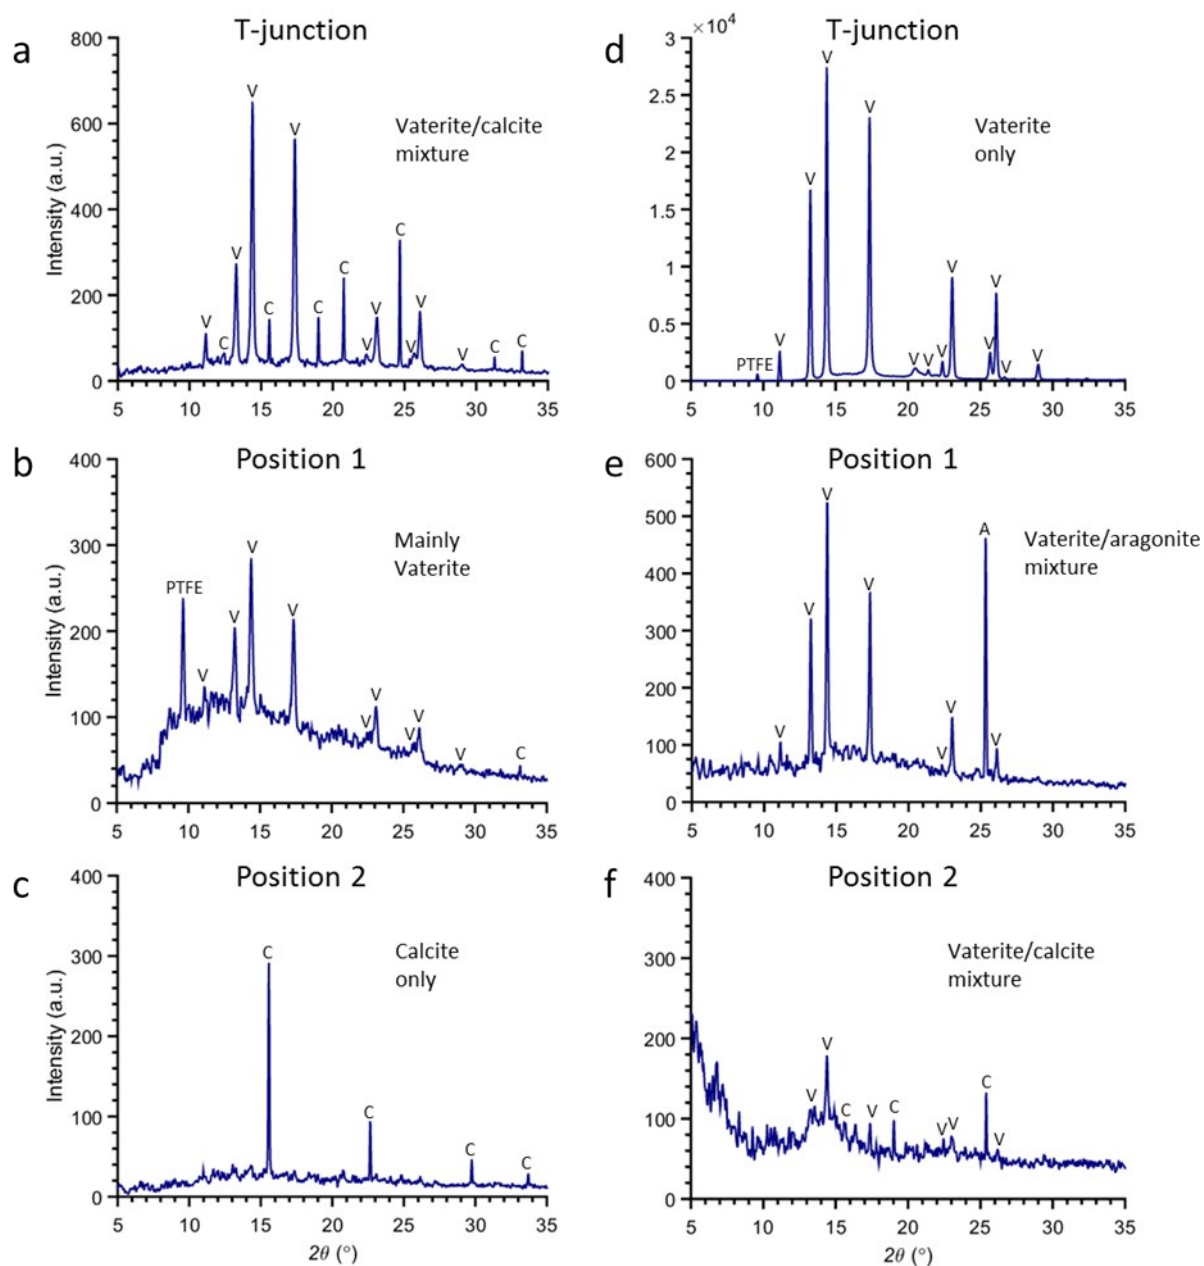 a
T-junction
800
600
400
200
0
Intensity (a.u.)
Vaterite/calcite
mixture
V
C
V
V
C
V
C
C
V
V
C
V
V
V
C
C
5 10 15 20 25 30 35
d
T-junction
×10⁴
3
2.5
2
1.5
1
0.5
0
Vaterite
only
PTFE
V
V
V
V
V
V
V
V
V
V
V
V
5 10 15 20 25 30 35
b
Position 1
400
300
200
100
0
Intensity (a.u.)
Mainly
Vaterite
PTFE
V
V
V
V
V
V
V
V
V
C
5 10 15 20 25 30 35
e
Position 1
600
500
400
300
200
100
0
Vaterite/aragonite
mixture
V
V
V
V
V
V
A
V
5 10 15 20 25 30 35
c
Position 2
400
300
200
100
0
Intensity (a.u.)
Calcite
only
C
C
C
C
5 10 15 20 25 30 35
2θ (°)
f
Position 2
400
300
200
100
0
Vaterite/calcite
mixture
V
V
C
V
C
V
V
C
V
5 10 15 20 25 30 35
2θ (°)